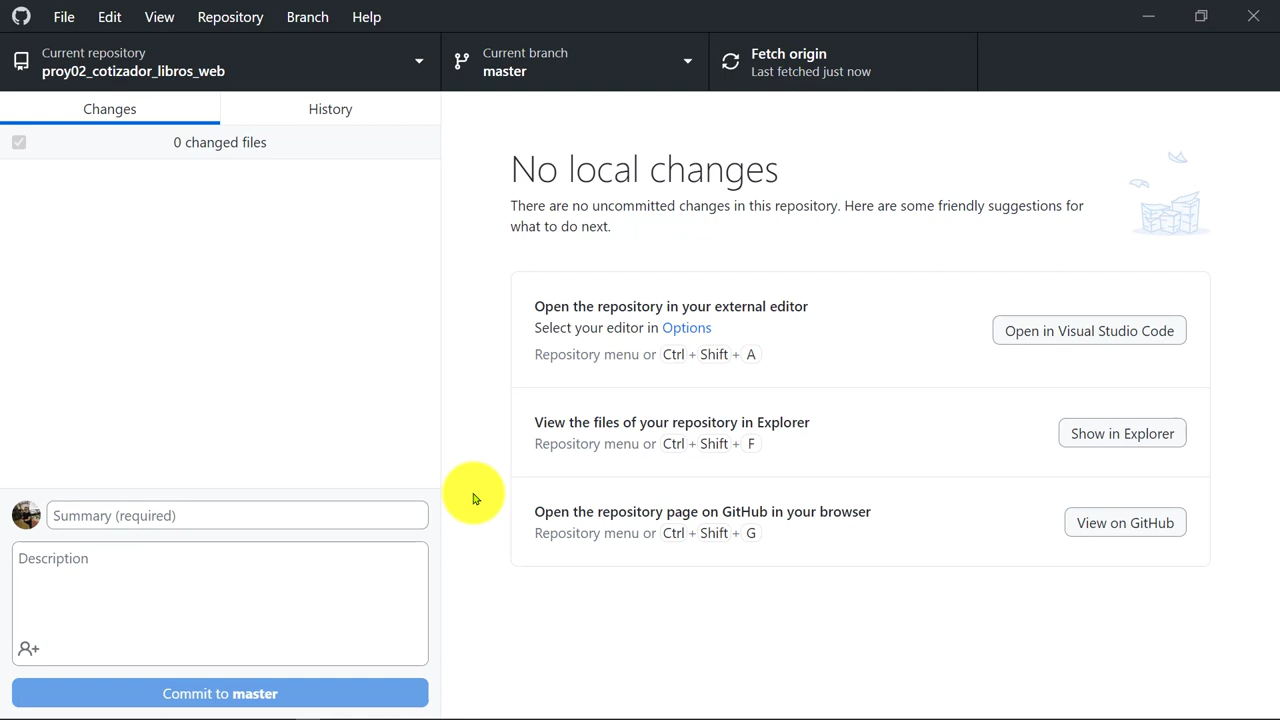 File Edit View Repository Branch Help
Current repository
proy02_cotizador_libros_web
Current branch
master
Fetch origin
Last fetched just now
Changes
History
0 changed files
No local changes
There are no uncommitted changes in this repository. Here are some friendly suggestions for
what to do next.
Open the repository in your external editor
Select your editor in Options
Repository menu or Ctrl + Shift + A
Open in Visual Studio Code
View the files of your repository in Explorer
Repository menu or Ctrl + Shift + F
Show in Explorer
Open the repository page on GitHub in your browser
Repository menu or Ctrl + Shift + G
View on GitHub
Summary (required)
Description
Commit to master